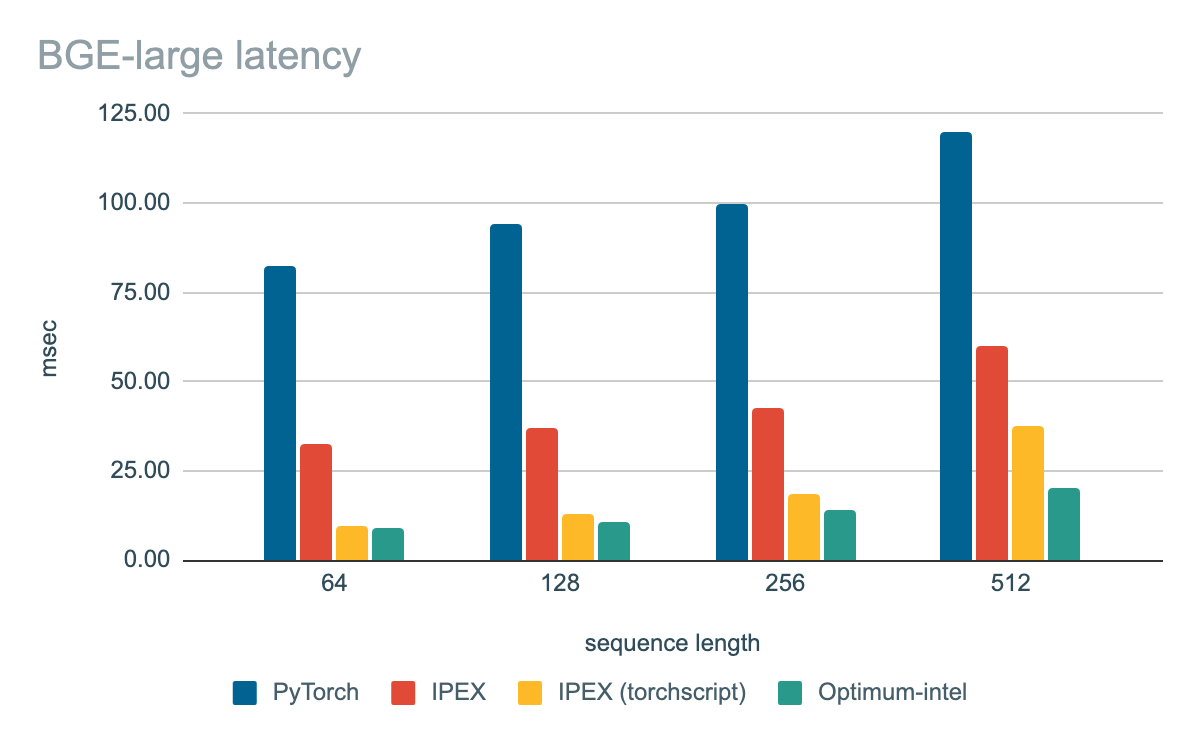 BGE-large latency
125.00
100.00
75.00
50.00
25.00
0.00
msec
64 128 256 512
sequence length
PyTorch IPEX IPEX (torchscript) Optimum-intel